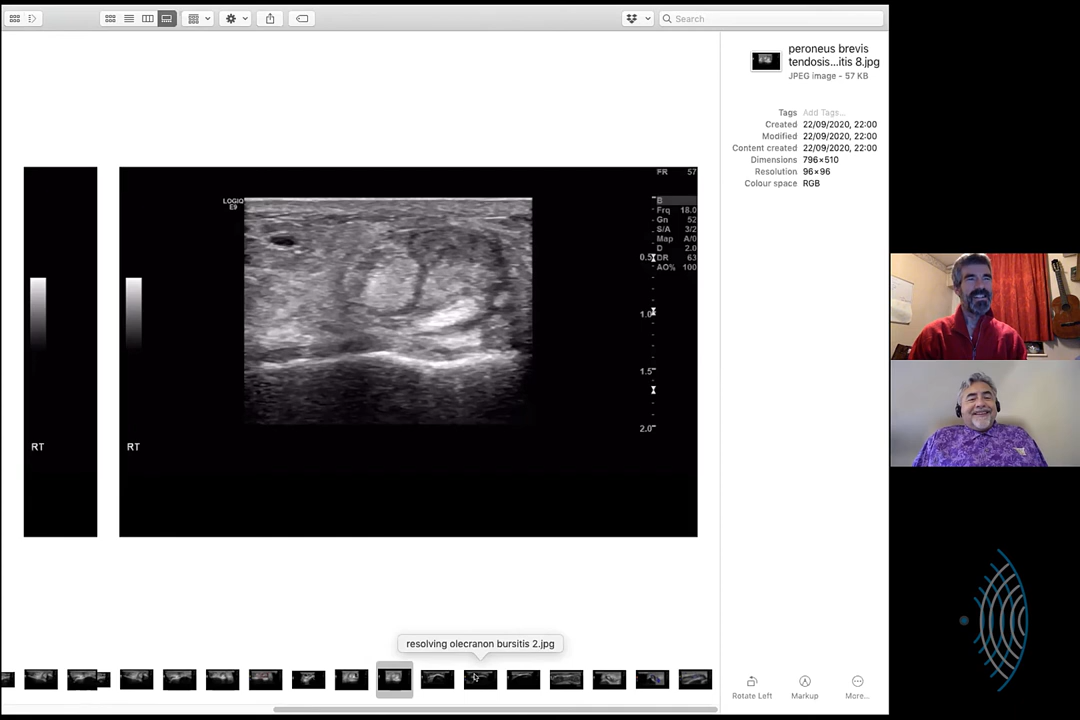 Search
peroneus brevis
tendosis...itis 8.jpg
JPEG image - 57 KB
Tags Add Tags...
Created 22/09/2020, 22:00
Modified 22/09/2020, 22:00
Content created 22/09/2020, 22:00
Dimensions 796×510
Resolution 96×96
Colour space RGB
FR 57
LOGIQ
E9
B
Frq 18.0
Gn 52
S/A 3/2
Map A/0
D 2.0
DR 63
AO% 100
0.5
1.0
1.5
2.0
RT
RT
resolving olecranon bursitis 2.jpg
Rotate Left
Markup
More...